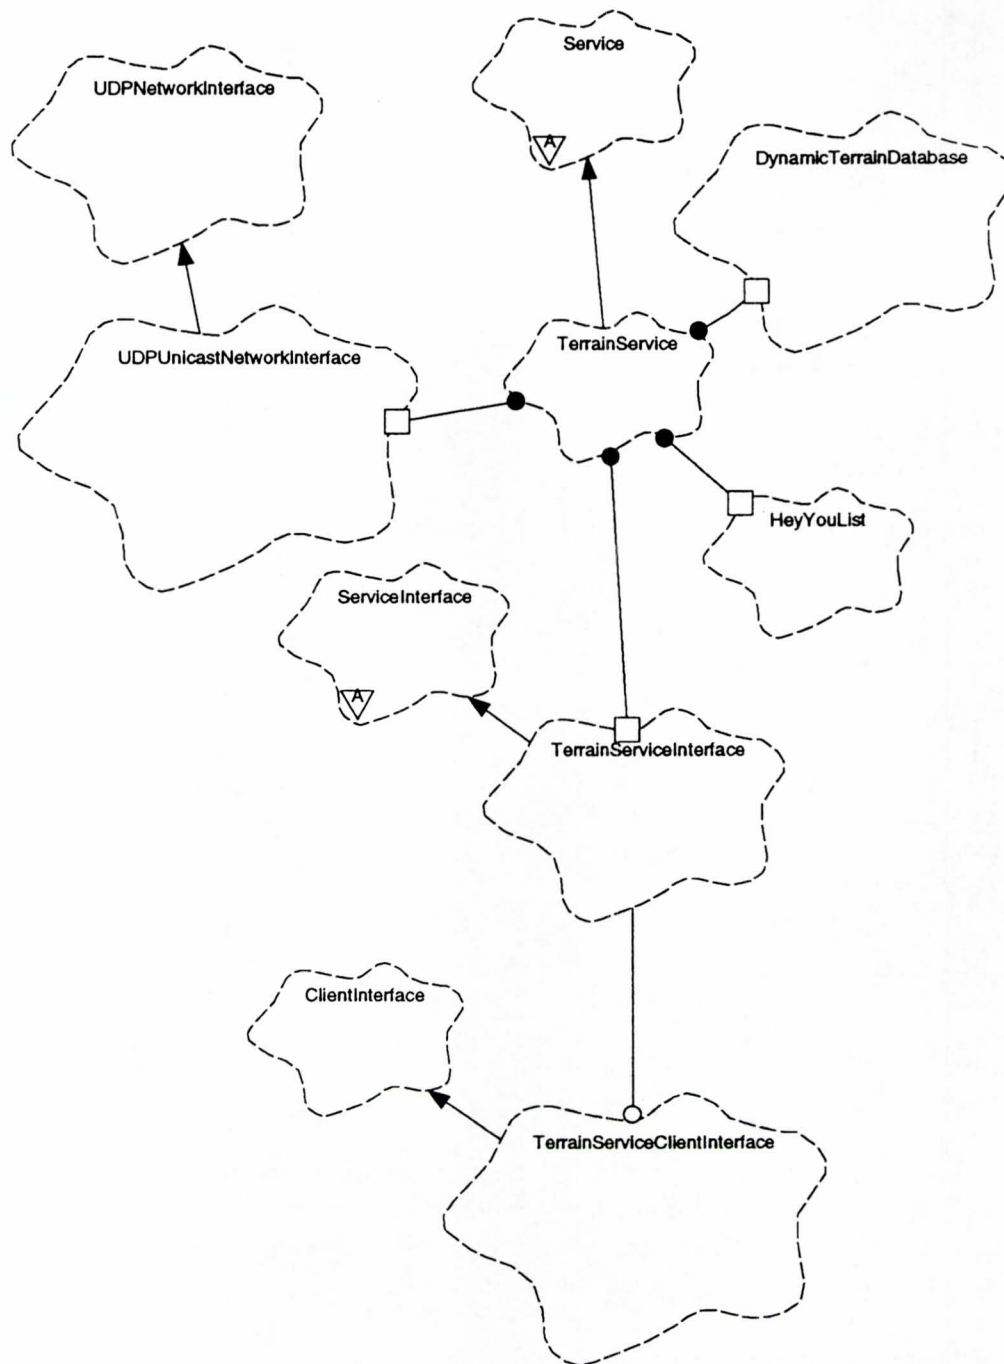 Service
UDPNetworkInterface
A
DynamicTerrainDatabase
TerrainService
UDPUnicastNetworkInterface
HeyYouList
ServiceInterface
A
TerrainServiceInterface
ClientInterface
TerrainServiceClientInterface